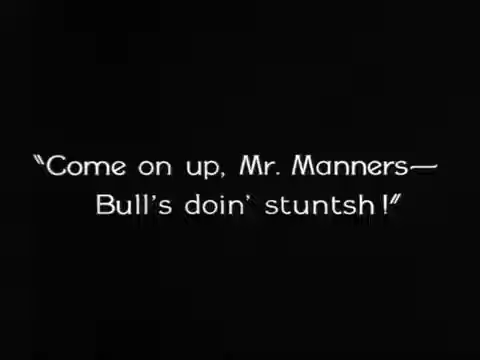 "Come on up, Mr. Manners—
Bull's doin' stuntsh!"